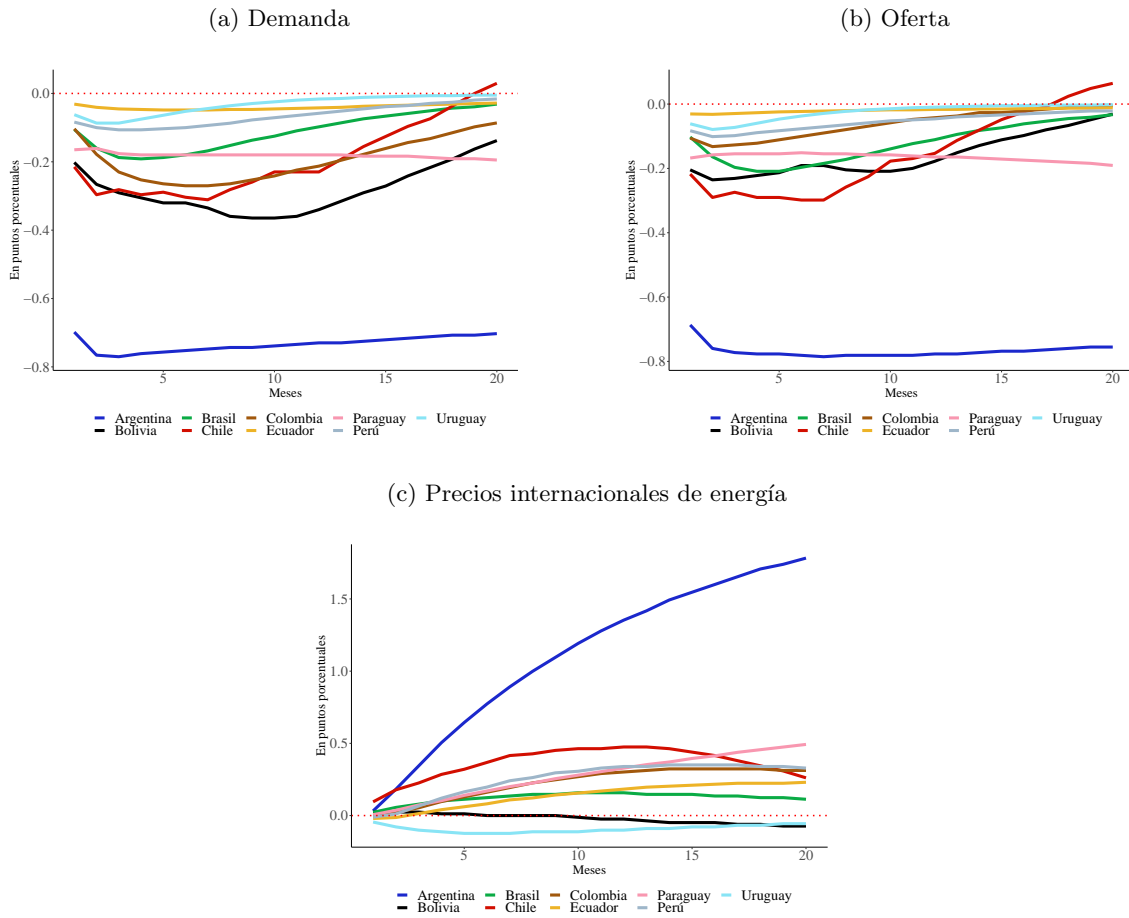 (a) Demanda
(b) Oferta
En puntos porcentuales
0.0
−0.2
−0.4
−0.6
−0.8
5
10
15
20
Meses
Argentina Brasil Colombia Paraguay Uruguay
Bolivia Chile Ecuador Perú
En puntos porcentuales
0.0
−0.2
−0.4
−0.6
−0.8
5
10
15
20
Meses
Argentina Brasil Colombia Paraguay Uruguay
Bolivia Chile Ecuador Perú
(c) Precios internacionales de energía
En puntos porcentuales
1.5
1.0
0.5
0.0
5
10
15
20
Meses
Argentina Brasil Colombia Paraguay Uruguay
Bolivia Chile Ecuador Perú